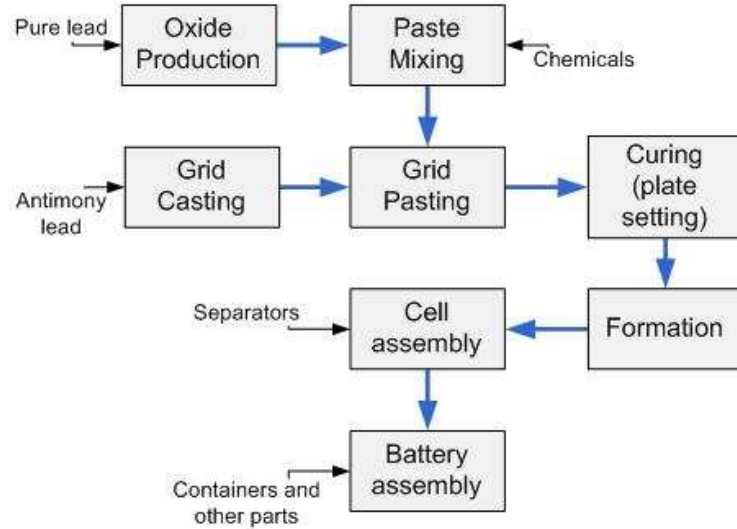 Pure lead
Oxide
Production
Paste
Mixing
Chemicals
Antimony
lead
Grid
Casting
Grid
Pasting
Curing
(plate
setting)
Separators
Cell
assembly
Formation
Containers and
other parts
Battery
assembly